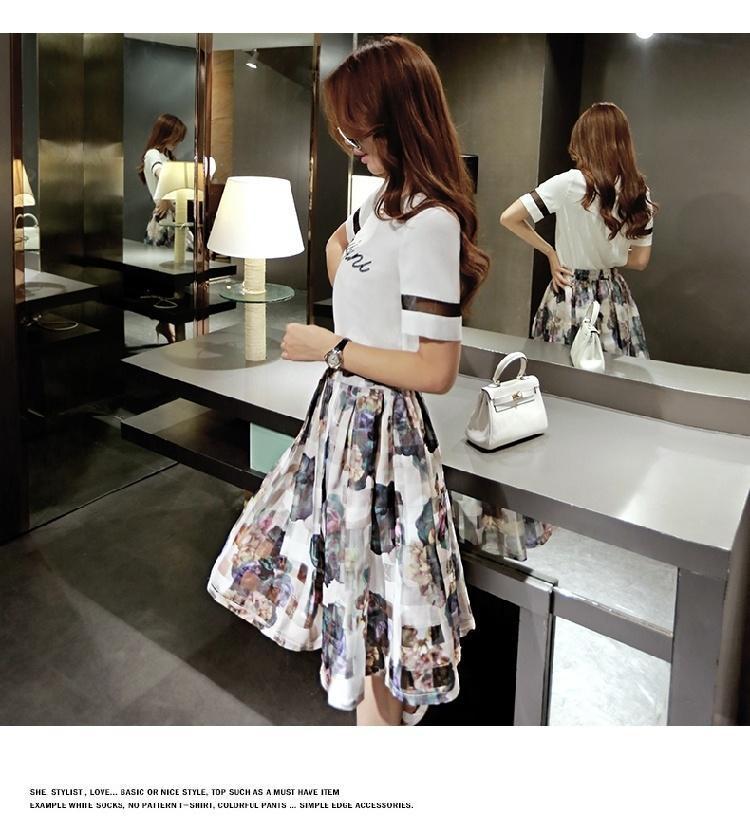 SHE STYLIST, LOVE... BASIC OR NICE STYLE, TOP SUCH AS A MUST HAVE ITEM
EXAMPLE WHITE SOCKS, NO PATIERN T-SHIRT, COLORFUL PANTS ... SIMPLE EDGE ACCESSORIES.